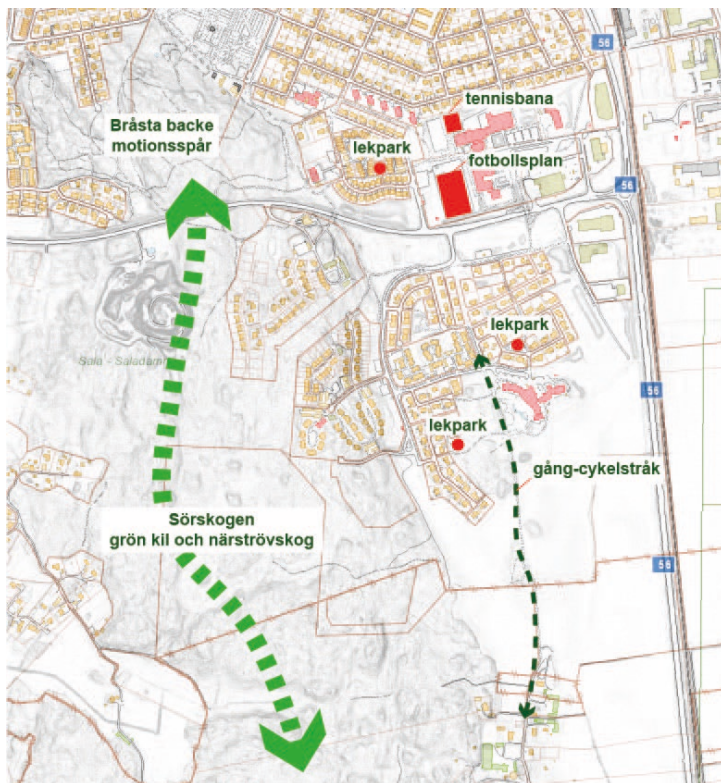 56
tennisbana
Bråsta backe
motionsspår
lekpark
fotbollsplan
56
lekpark
Sala - Saladamm
56
lekpark
gång-cykelstråk
Sörskogen
grön kil och närströvskog
56